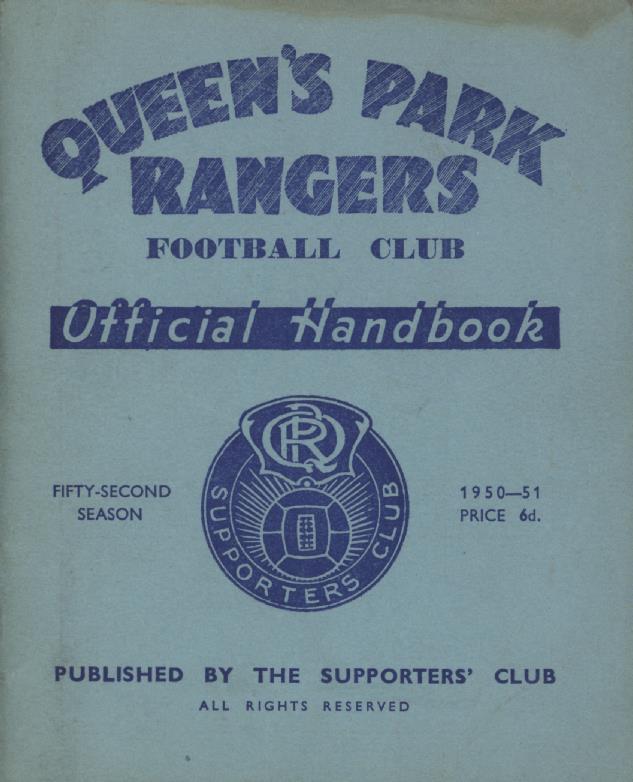 QUEEN'S PARK
RANGERS
FOOTBALL CLUB
Official Handbook
QPR
SUPPORTERS CLUB
FIFTY-SECOND
SEASON
1950—51
PRICE 6d.
PUBLISHED BY THE SUPPORTERS' CLUB
ALL RIGHTS RESERVED